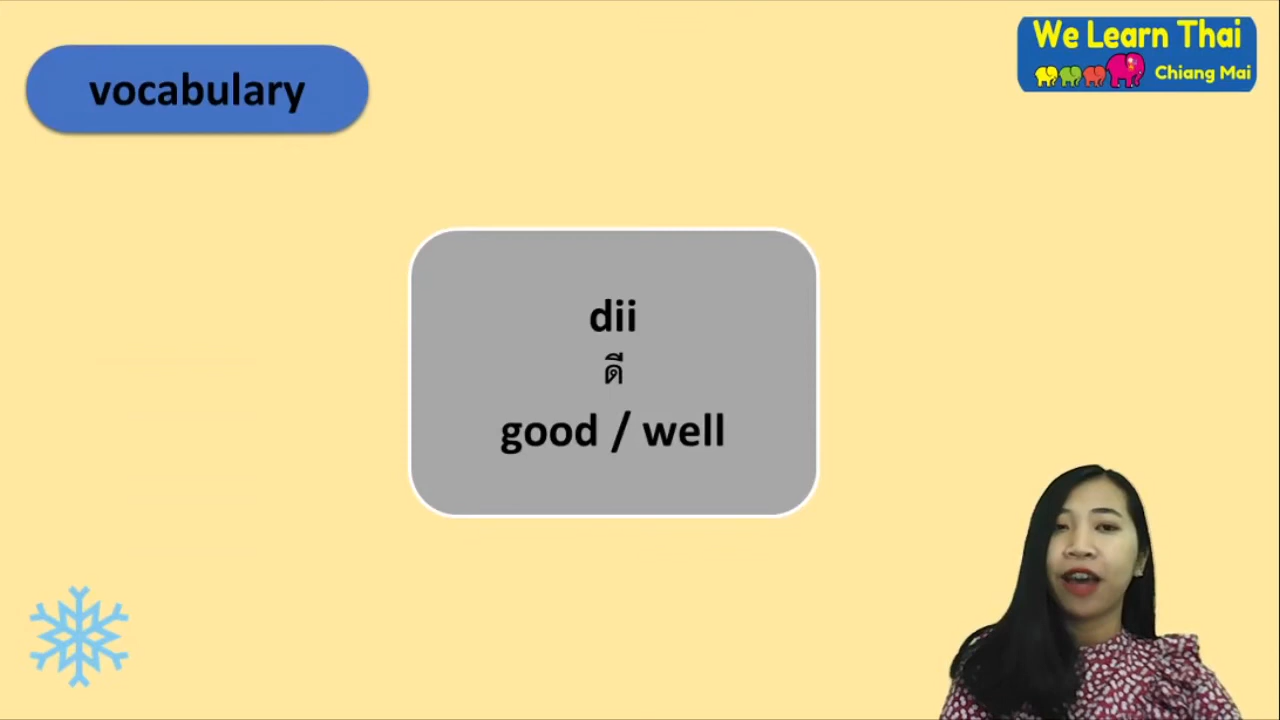 We Learn Thai
Chiang Mai
vocabulary
dii
ดี
good / well